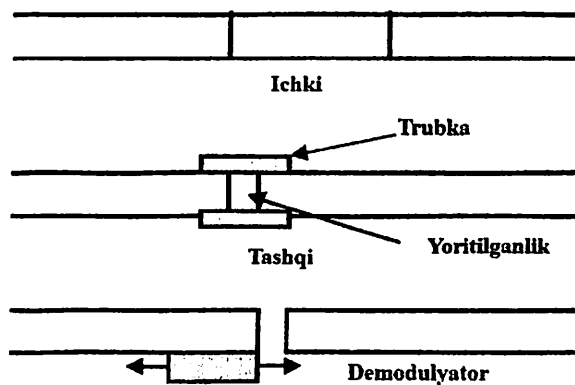 Ichki
Trubka
Yoritilganlik
Tashqi
Demodulyator